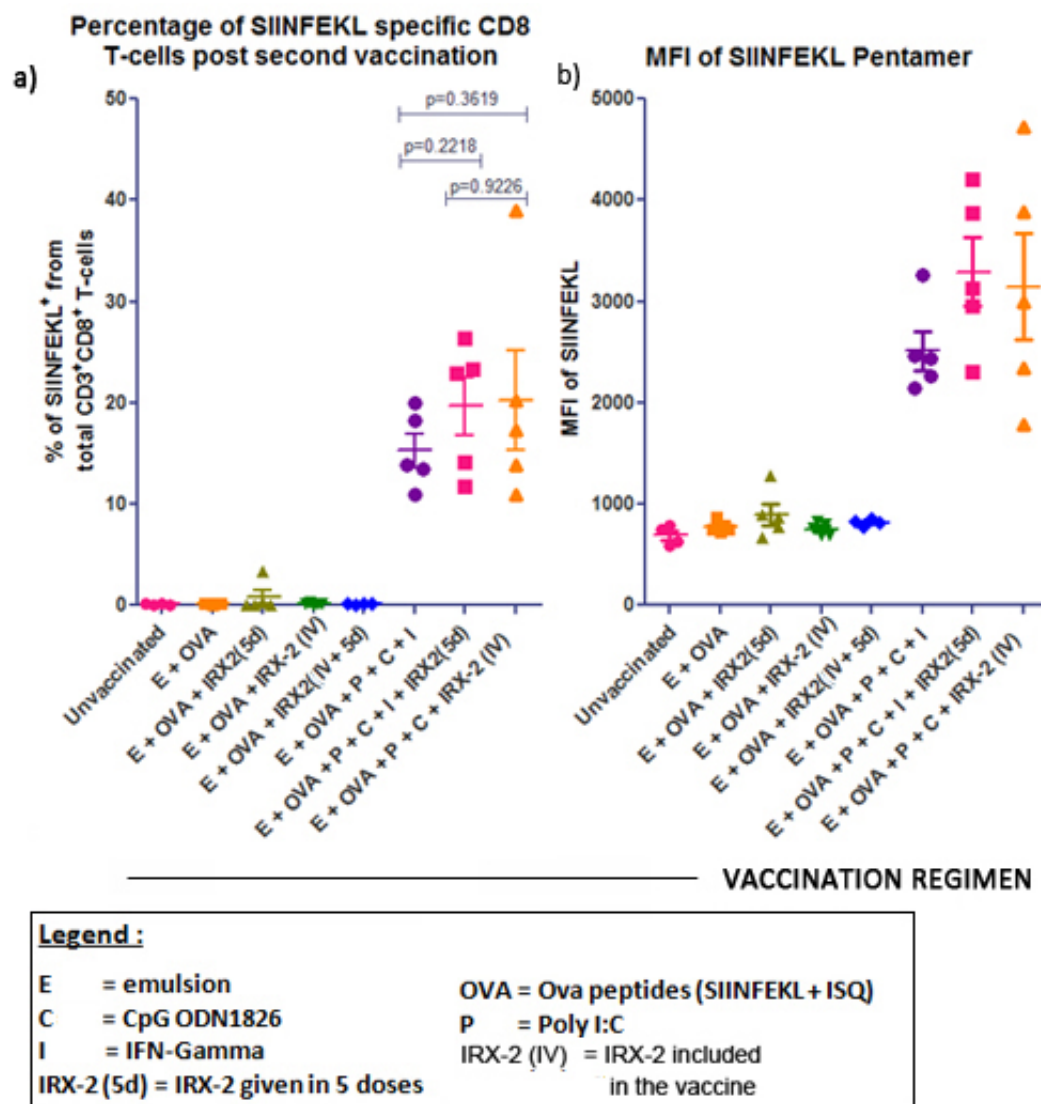 Percentage of SIINFEKL specific CD8
T-cells post second vaccination
a)
% of SIINFEKL+ from
total CD3+CD8+ T-cells
50
40
30
20
10
0
p=0.3619
p=0.2218
p=0.9226
Unvaccinated
E + OVA
E + OVA + IRX2(5d)
E + OVA + IRX-2 (IV)
E + OVA + IRX2( IV + 5d)
E + OVA + P + C + I
E + OVA + P + C + I + IRX2(5d)
E + OVA +P + C + IRX-2 (IV)
b)
MFI of SIINFEKL Pentamer
MFI of SIINFEKL
5000
4000
3000
2000
1000
0
Unvaccinated
E + OVA
E + OVA + IRX2(5d)
E + OVA + IRX-2 (IV)
E + OVA + IRX2(IV + 5d)
E + OVA + P + C + I
E + OVA + P + C + I + IRX2(5d)
E + OVA +P + C + IRX-2 (IV)
VACCINATION REGIMEN
Legend :
E = emulsion
C = CpG ODN1826
I = IFN-Gamma
IRX-2 (5d) = IRX-2 given in 5 doses
OVA = Ova peptides (SIINFEKL + ISQ)
P = Poly I:C
IRX-2 (IV) = IRX-2 included
in the vaccine